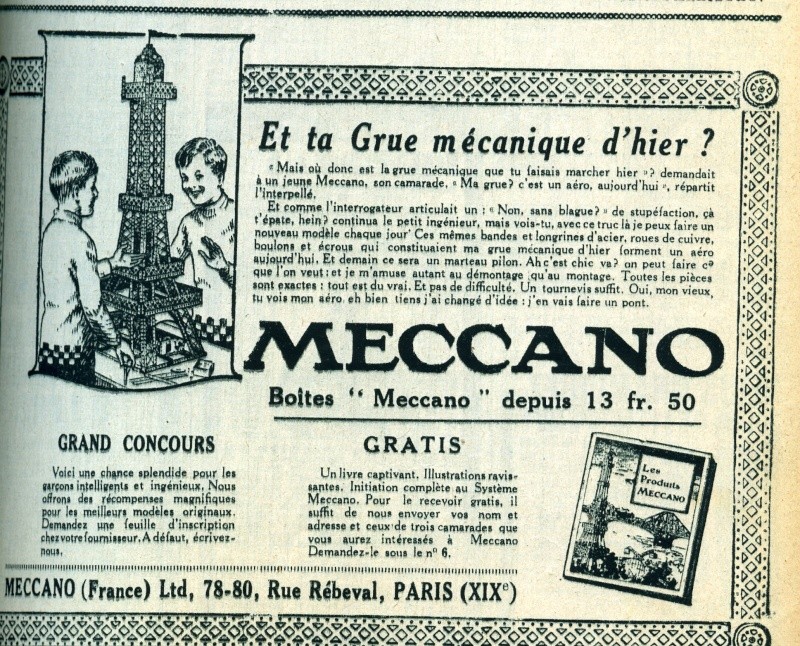 Et ta Grue mécanique d'hier ?
« Mais où donc est la grue mécanique que tu faisais marcher hier »? demandait
à un jeune Meccano, son camarade. « Ma grue? c'est un aéro, aujourd'hui », répartit
l'interpellé.
Et comme l'interrogateur articulait un : « Non, sans blague? » de stupéfaction, çà
t'épate, hein? continua le petit ingénieur, mais vois-tu, avec ce truc là je peux faire un
nouveau modèle chaque jour' Ces mêmes bandes et longrines d'acier, roues de cuivre,
boulons et écrous qui constituaient ma grue mécanique d'hier forment un aéro
aujourd'hui. Et demain ce sera un marteau pilon. Ah c'est chic va? on peut faire ce
que l'on veut: et je m'amuse autant au démontage qu'au montage. Toutes les pièces
sont exactes : tout est du vrai. Et pas de difficulté. Un tournevis suffit. Oui, mon vieux,
tu vois mon aéro, eh bien tiens j'ai changé d'idée : j'en vais faire un pont.
MECCANO
Boîtes " Meccano " depuis 13 fr. 50
GRAND CONCOURS
Voici une chance splendide pour les
garçons intelligents et ingénieux. Nous
offrons des récompenses magnifiques
pour les meilleurs modèles originaux.
Demandez une feuille d'inscription
chez votre fournisseur. A défaut, écrivez-
nous.
GRATIS
Un livre captivant. Illustrations ravis-
santes. Initiation complète au Système
Meccano. Pour le recevoir gratis, il
suffit de nous envoyer vos nom et
adresse et ceux de trois camarades que
vous aurez intéressés à Meccano
Demandez-le sous le nº 6.
Les
Produits
MECCANO
MECCANO (France) Ltd, 78-80, Rue Rébeval, PARIS (XIXe)